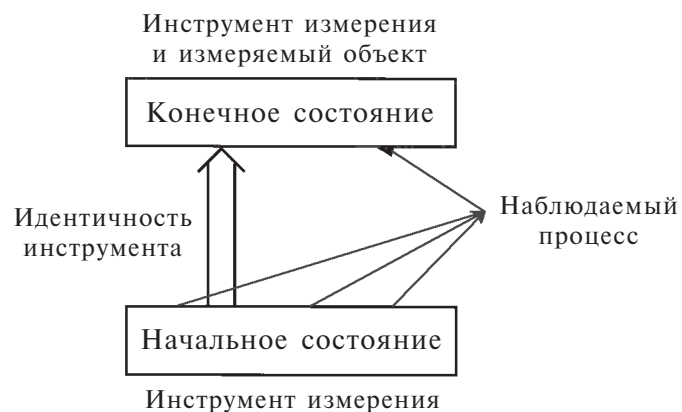 Инструмент измерения
и измеряемый объект
Конечное состояние
Идентичность
инструмента
Наблюдаемый
процесс
Начальное состояние
Инструмент измерения